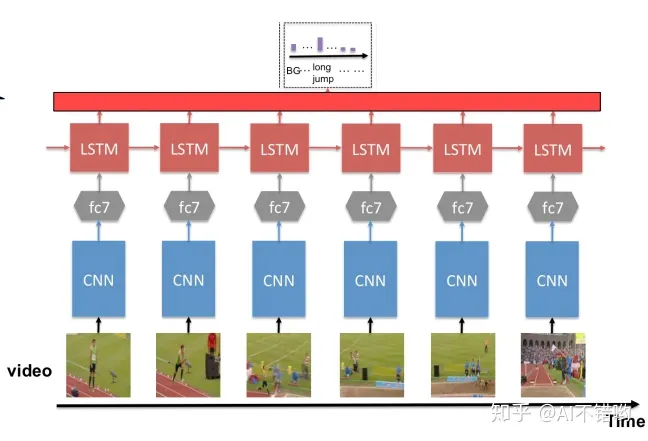 BG ... long jump ... ...
LSTM LSTM LSTM LSTM LSTM LSTM
fc7 fc7 fc7 fc7 fc7 fc7
CNN CNN CNN CNN CNN CNN
video
知乎 @AI不错哟
Time